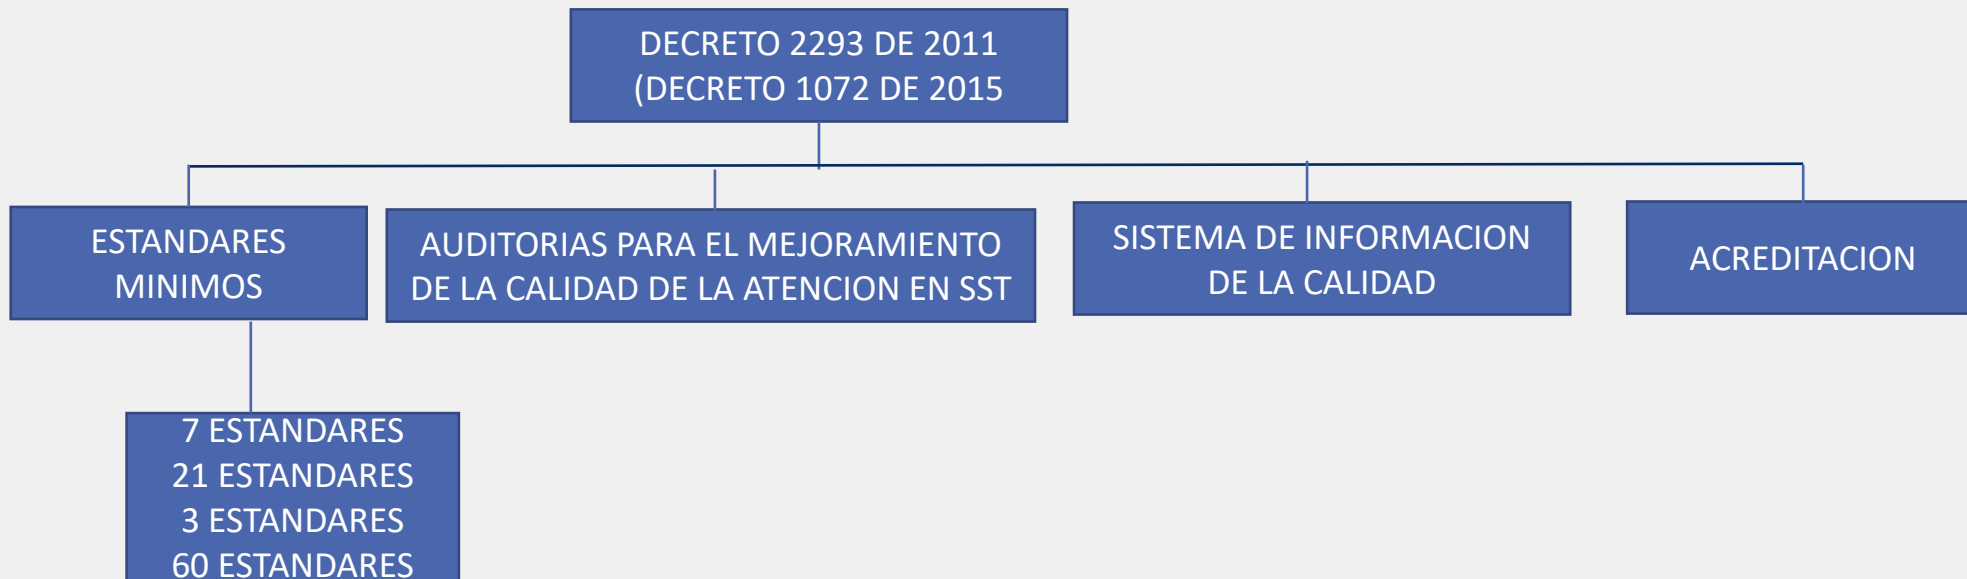 DECRETO 2293 DE 2011
(DECRETO 1072 DE 2015
ESTANDARES
MINIMOS
AUDITORIAS PARA EL MEJORAMIENTO
DE LA CALIDAD DE LA ATENCION EN SST
SISTEMA DE INFORMACION
DE LA CALIDAD
ACREDITACION
7 ESTANDARES
21 ESTANDARES
3 ESTANDARES
60 ESTANDARES